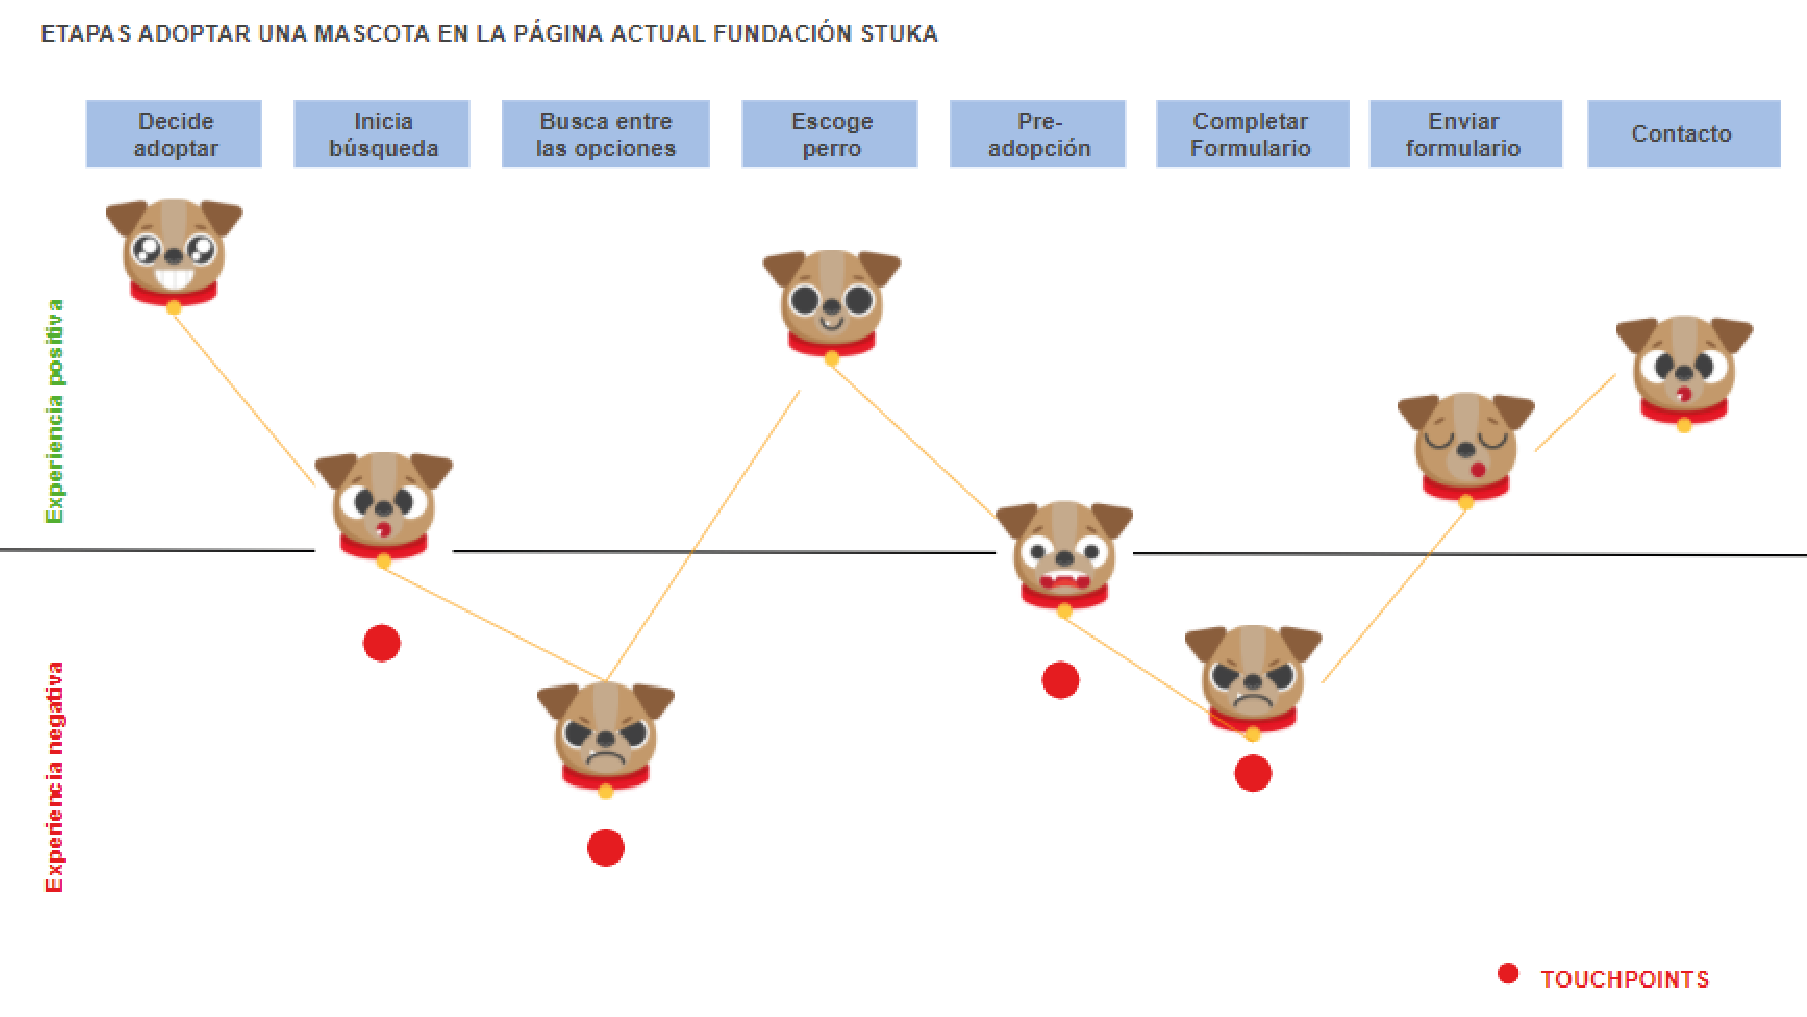 ETAPAS ADOPTAR UNA MASCOTA EN LA PÁGINA ACTUAL FUNDACIÓN STUKA
Decide
adoptar
Inicia
búsqueda
Busca entre
las opciones
Escoge
perro
Pre-
adopción
Completar
Formulario
Enviar
formulario
Contacto
Experiencia positiva
Experiencia negativa
TOUCHPOINTS